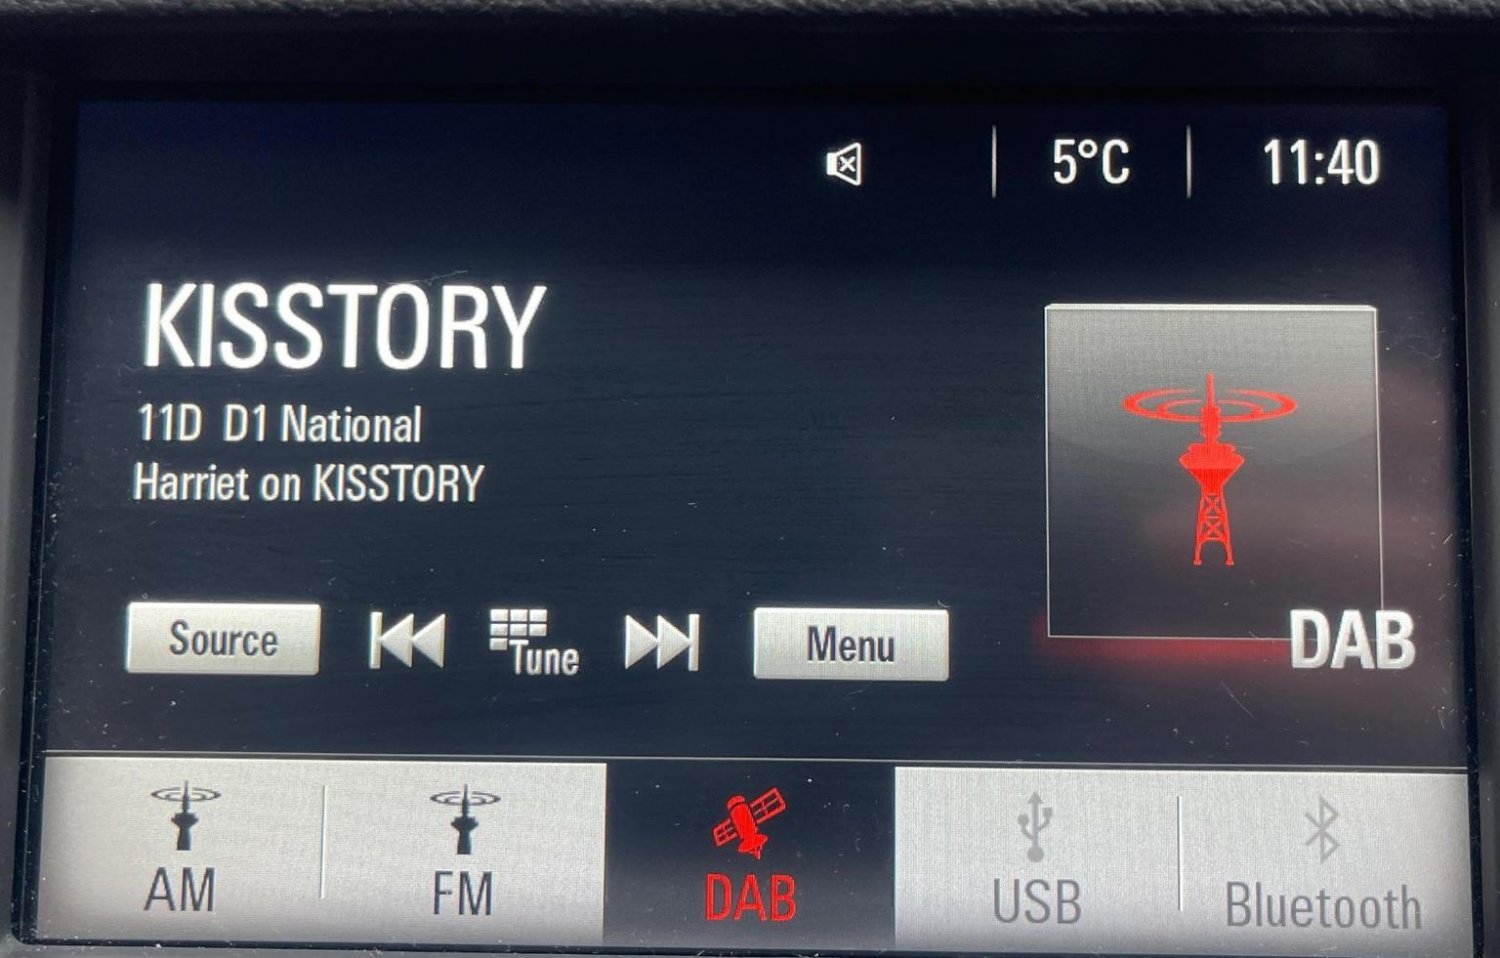 5°C
11:40
KISSTORY
11D D1 National
Harriet on KISSTORY
Source
Tune
Menu
DAB
AM
FM
DAB
USB
Bluetooth